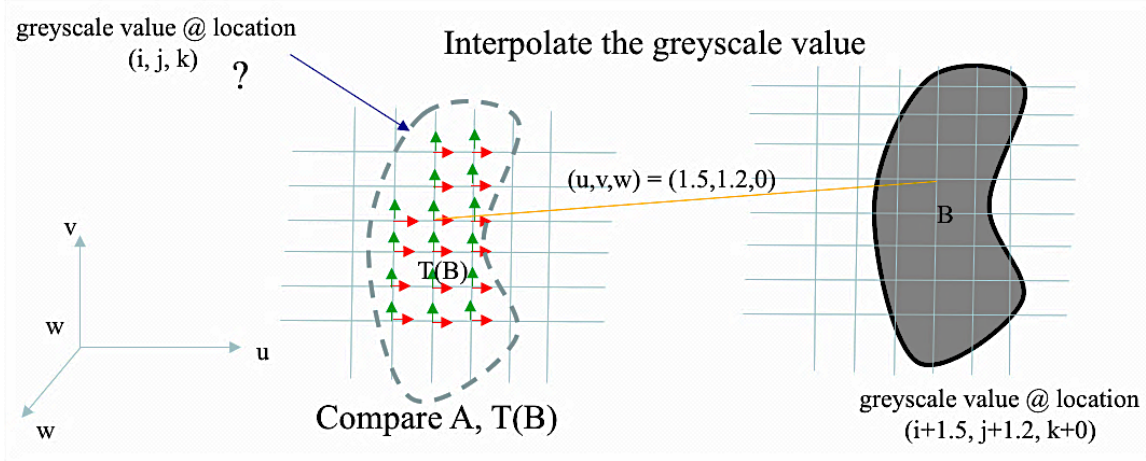 greyscale value @ location
(i, j, k)
?
Interpolate the greyscale value
(u,v,w) = (1.5,1.2,0)
B
v
T(B)
w
u
w
Compare A, T(B)
greyscale value @ location
(i+1.5, j+1.2, k+0)